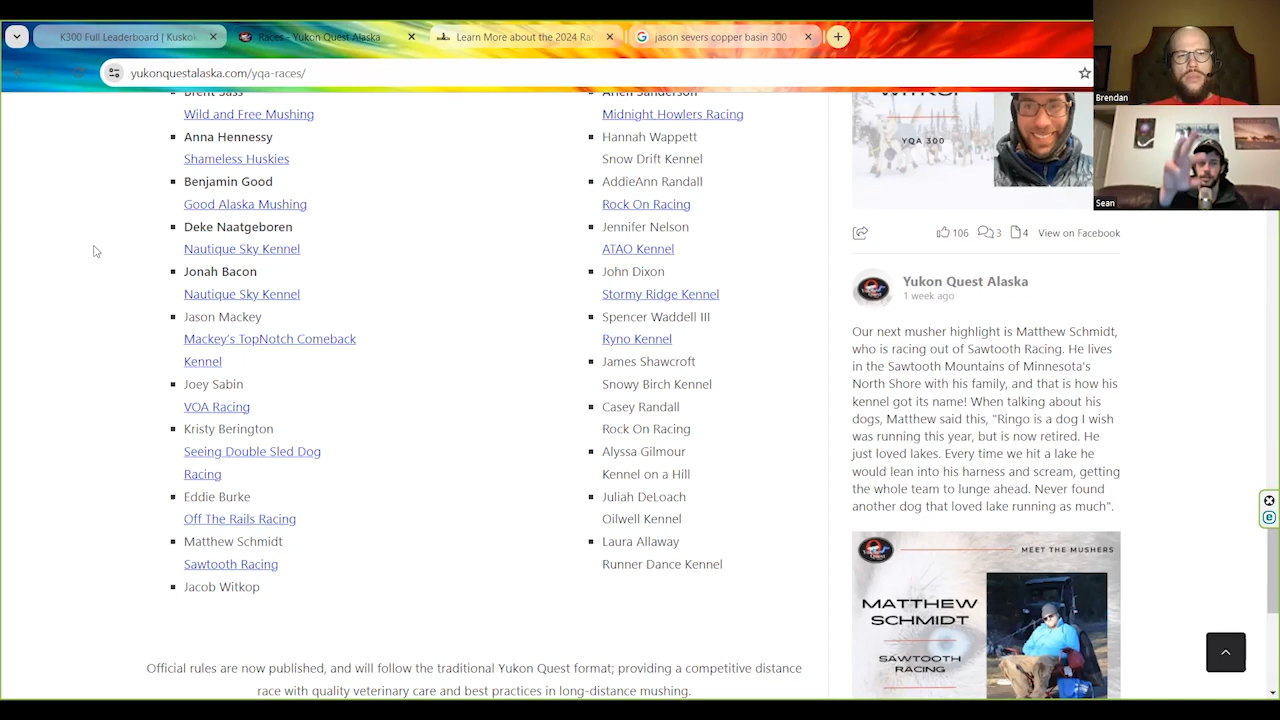 K300 Full Leaderboard | Kusko
Races - Yukon Quest Alaska
Learn More about the 2024 Rac
jason severs copper basin 300
yukonquestalaska.com/yqa-races/
Brent Sass
Wild and Free Mushing
Anna Hennessy
Shameless Huskies
Benjamin Good
Good Alaska Mushing
Deke Naatgeboren
Nautique Sky Kennel
Jonah Bacon
Nautique Sky Kennel
Jason Mackey
Mackey's TopNotch Comeback
Kennel
Joey Sabin
VOA Racing
Kristy Berington
Seeing Double Sled Dog
Racing
Eddie Burke
Off The Rails Racing
Matthew Schmidt
Sawtooth Racing
Jacob Witkop
Arlen Sanderson
Midnight Howlers Racing
Hannah Wappett
Snow Drift Kennel
AddieAnn Randall
Rock On Racing
Jennifer Nelson
ATAO Kennel
John Dixon
Stormy Ridge Kennel
Spencer Waddell III
Ryno Kennel
James Shawcroft
Snowy Birch Kennel
Casey Randall
Rock On Racing
Alyssa Gilmour
Kennel on a Hill
Juliah DeLoach
Oilwell Kennel
Laura Allaway
Runner Dance Kennel
Official rules are now published, and will follow the traditional Yukon Quest format; providing a competitive distance
race with quality veterinary care and best practices in long-distance mushing.
YQA 300
106 3 4 View on Facebook
Yukon Quest Alaska
1 week ago
Our next musher highlight is Matthew Schmidt,
who is racing out of Sawtooth Racing. He lives
in the Sawtooth Mountains of Minnesota's
North Shore with his family, and that is how his
kennel got its name! When talking about his
dogs, Matthew said this, "Ringo is a dog I wish
was running this year, but is now retired. He
just loved lakes. Every time we hit a lake he
would lean into his harness and scream, getting
the whole team to lunge ahead. Never found
another dog that loved lake running as much".
MEET THE MUSHERS
MATTHEW
SCHMIDT
SAWTOOTH
RACING
Brendan
Sean